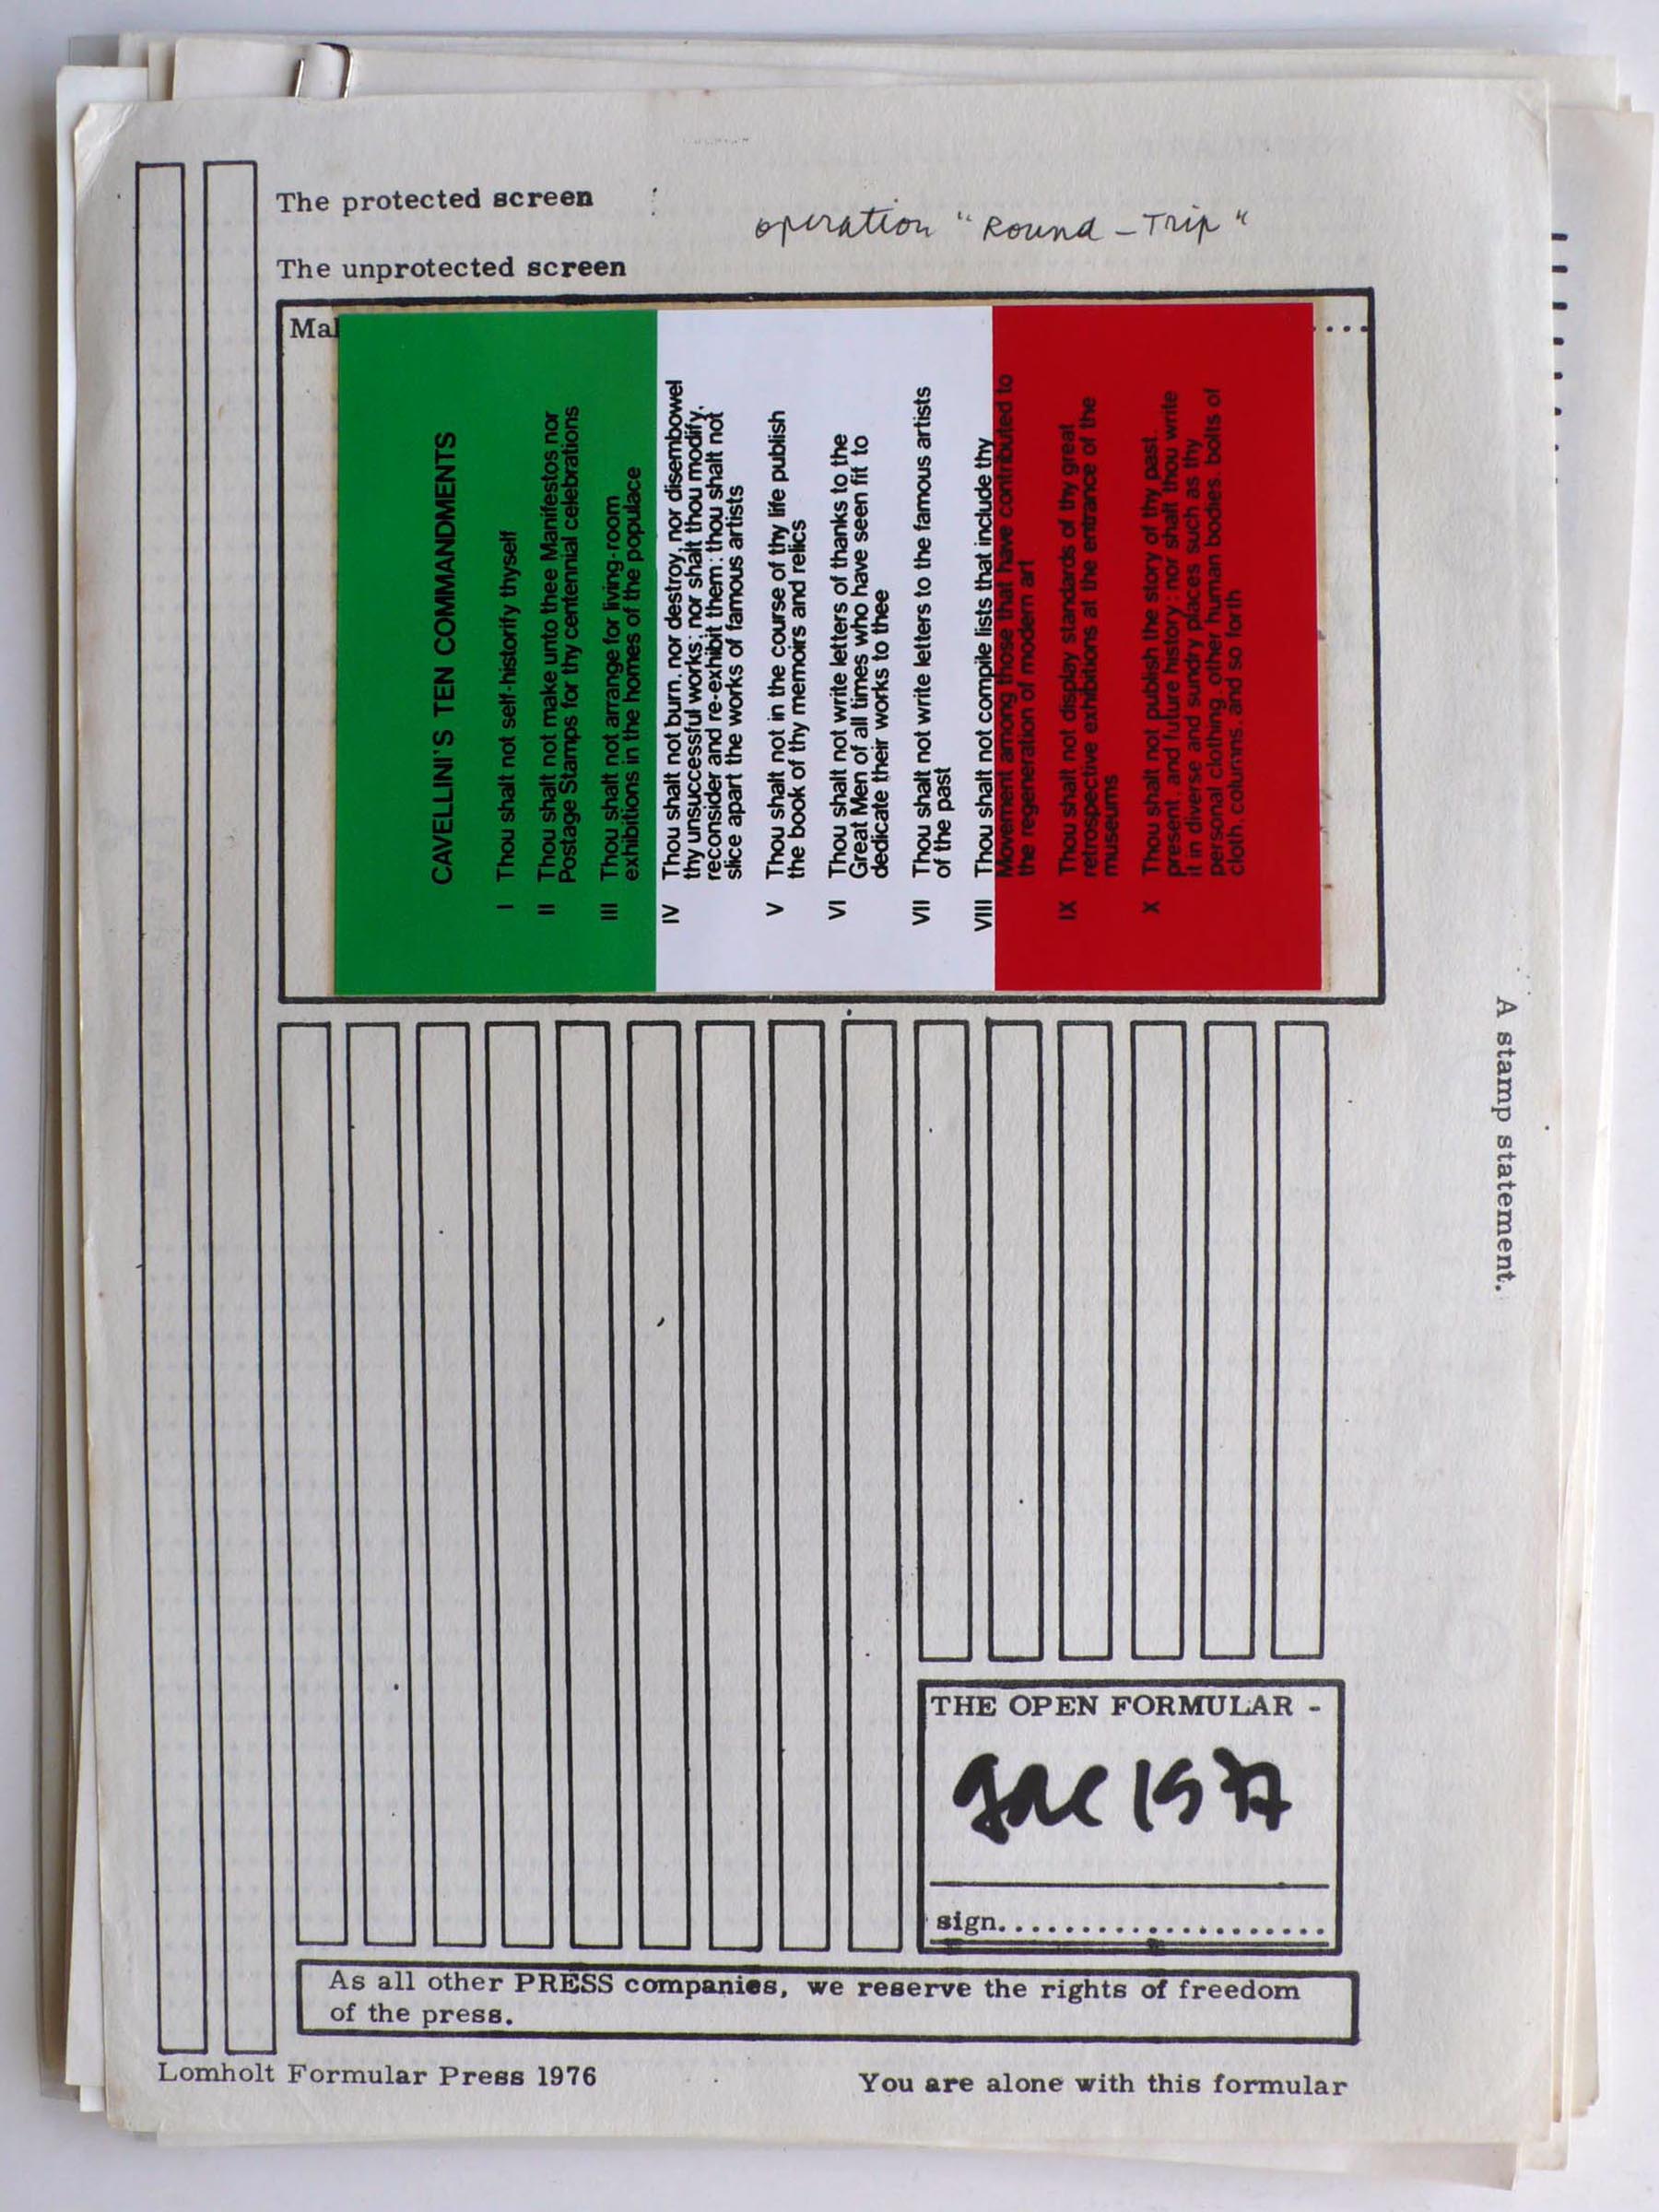 The protected screen :
operation "Round-Trip"
The unprotected screen
Mal
....
CAVELLINI'S TEN COMMANDMENTS
I Thou shalt not self-historify thyself
II Thou shalt not make unto thee Manifestos nor
Postage Stamps for thy centennial celebrations
III Thou shalt not arrange for living-room
exhibitions in the homes of the populace
IV Thou shalt not burn, nor destroy, nor disembowel
thy unsuccessful works; nor shalt thou modify,
reconsider and re-exhibit them: thou shalt not
slice apart the works of famous artists
V Thou shalt not in the course of thy life publish
the book of thy memoirs and relics
VI Thou shalt not write letters of thanks to the
Great Men of all times who have seen fit to
dedicate their works to thee
VII Thou shalt not write letters to the famous artists
of the past
VIII Thou shalt not compile lists that include thy
Movement among those that have contributed to
the regeneration of modern art
IX Thou shalt not display standards of thy great
retrospective exhibitions at the entrance of the
museums
X Thou shalt not publish the story of thy past,
present, and future history: nor shalt thou write
it in diverse and sundry places such as thy
personal clothing, other human bodies, bolts of
cloth, columns, and so forth
A stamp statement.
THE OPEN FORMULAR -
gac 1977
sign....................
As all other PRESS companies, we reserve the rights of freedom
of the press.
Lomholt Formular Press 1976
You are alone with this formular